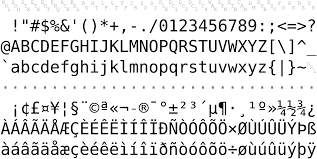 !"#$%&'()*+,-./0123456789:;<=>?
@ABCDEFGHIJKLMNOPQRSTUVWXYZ[\]^_
`abcdefghijklmnopqrstuvwxyz{|}~
¡¢£¤¥¦§¨©ª«¬-®¯°±²³´µ¶·¸¹º»¼½¾¿
ÀÁÂÃÄÅÆÇÈÉÊËÌÍÎÏÐÑÒÓÔÕÖ×ØÙÚÛÜÝÞß
àáâãäåæçèéêëìíîïðñòóôõö÷øùúûüýþÿ